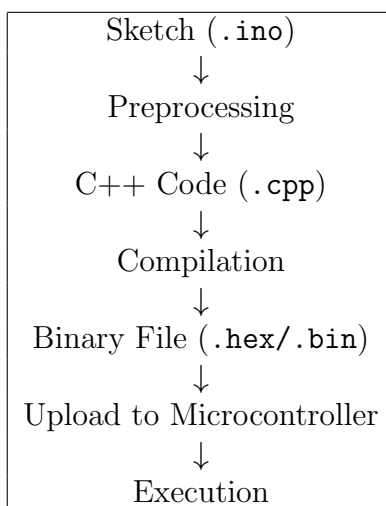 Sketch (.ino)
↓
Preprocessing
↓
C++ Code (.cpp)
↓
Compilation
↓
Binary File (.hex/.bin)
↓
Upload to Microcontroller
↓
Execution